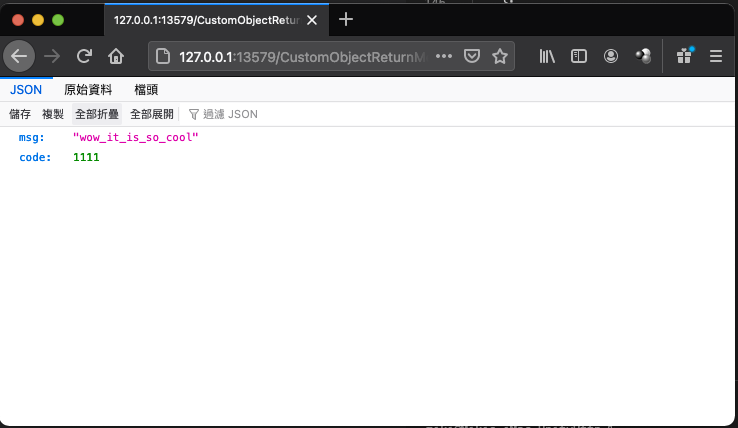 127.0.0.1:13579/CustomObjectRetur
127.0.0.1:13579/CustomObjectReturnM
JSON 原始資料 檔頭
儲存 複製 全部折疊 全部展開 過濾 JSON
msg: "wow_it_is_so_cool"
code: 1111